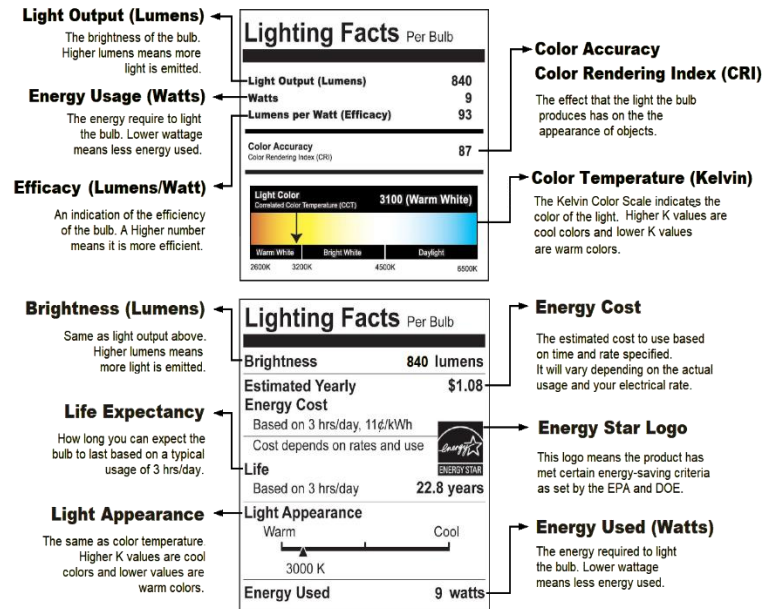 Light Output (Lumens)
The brightness of the bulb.
Higher lumens means more
light is emitted.
Energy Usage (Watts)
The energy require to light
the bulb. Lower wattage
means less energy used.
Efficacy (Lumens/Watt)
An indication of the efficiency
of the bulb. A Higher number
means it is more efficient.
Lighting Facts Per Bulb
Light Output (Lumens) 840
Watts 9
Lumens per Watt (Efficacy) 93
Color Accuracy
Color Rendering Index (CRI) 87
Light Color
Correlated Color Temperature (CCT) 3100 (Warm White)
Warm White Bright White Daylight
2600K 3200K 4500K 6500K
Color Accuracy
Color Rendering Index (CRI)
The effect that the light the bulb
produces has on the the
appearance of objects.
Color Temperature (Kelvin)
The Kelvin Color Scale indicates the
color of the light. Higher K values are
cool colors and lower K values
are warm colors.
Brightness (Lumens)
Same as light output above.
Higher lumens means
more light is emitted.
Life Expectancy
How long you can expect the
bulb to last based on a typical
usage of 3 hrs/day.
Light Appearance
The same as color temperature
Higher K values are cool
colors and lower values are
warm colors.
Lighting Facts Per Bulb
Brightness 840 lumens
Estimated Yearly $1.08
Energy Cost
Based on 3 hrs/day, 11¢/kWh
Cost depends on rates and use
energy
ENERGY STAR
Life
Based on 3 hrs/day 22.8 years
Light Appearance
Warm Cool
3000 K
Energy Used 9 watts
Energy Cost
The estimated cost to use based
on time and rate specified.
It will vary depending on the actual
usage and your electrical rate.
Energy Star Logo
This logo means the product has
met certain energy-saving criteria
as set by the EPA and DOE.
Energy Used (Watts)
The energy required to light
the bulb. Lower wattage
means less energy used.